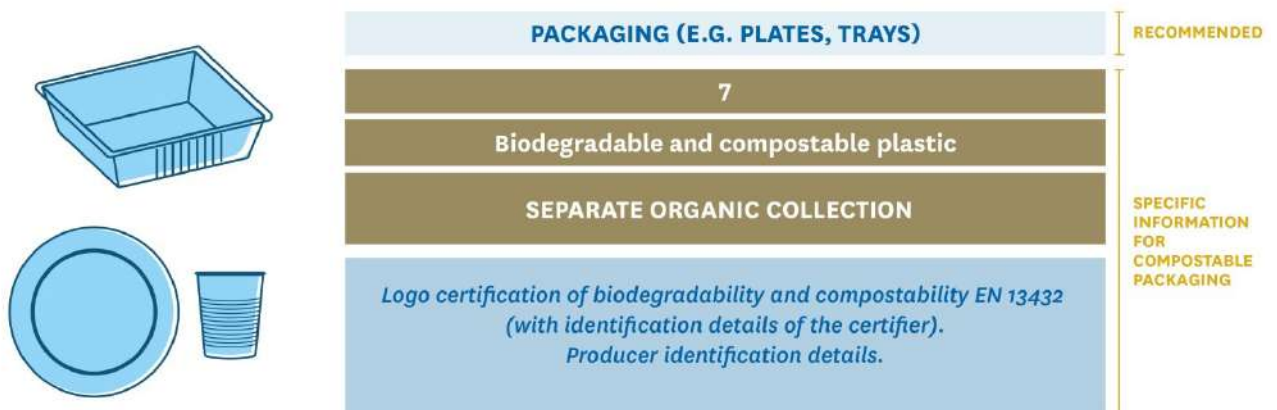 PACKAGING (E.G. PLATES, TRAYS)
RECOMMENDED
7
Biodegradable and compostable plastic
SEPARATE ORGANIC COLLECTION
Logo certification of biodegradability and compostability EN 13432
(with identification details of the certifier).
Producer identification details.
SPECIFIC
INFORMATION
FOR
COMPOSTABLE
PACKAGING